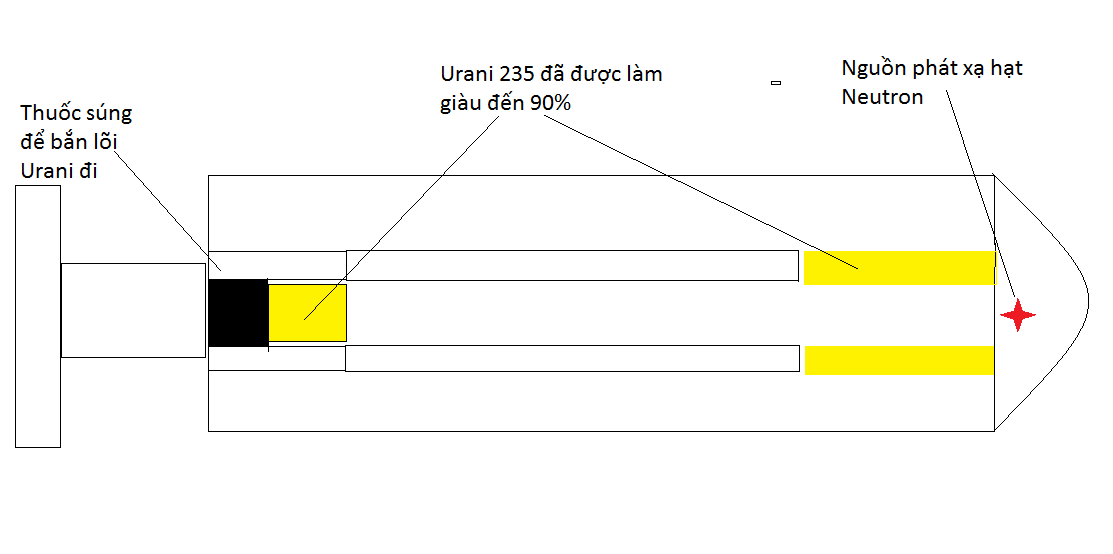 Thuốc súng
để bắn lõi
Urani đi
Urani 235 đã được làm
giàu đến 90%
Nguồn phát xạ hạt
Neutron